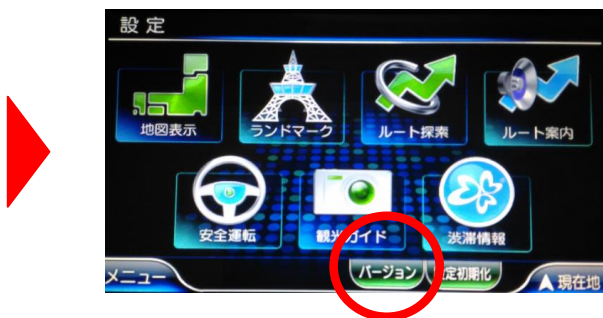 設定
地図表示
ランドマーク
ルート探索
ルート案内
安全運転
観光ガイド
渋滞情報
メニュー
バージョン
設定初期化
現在地